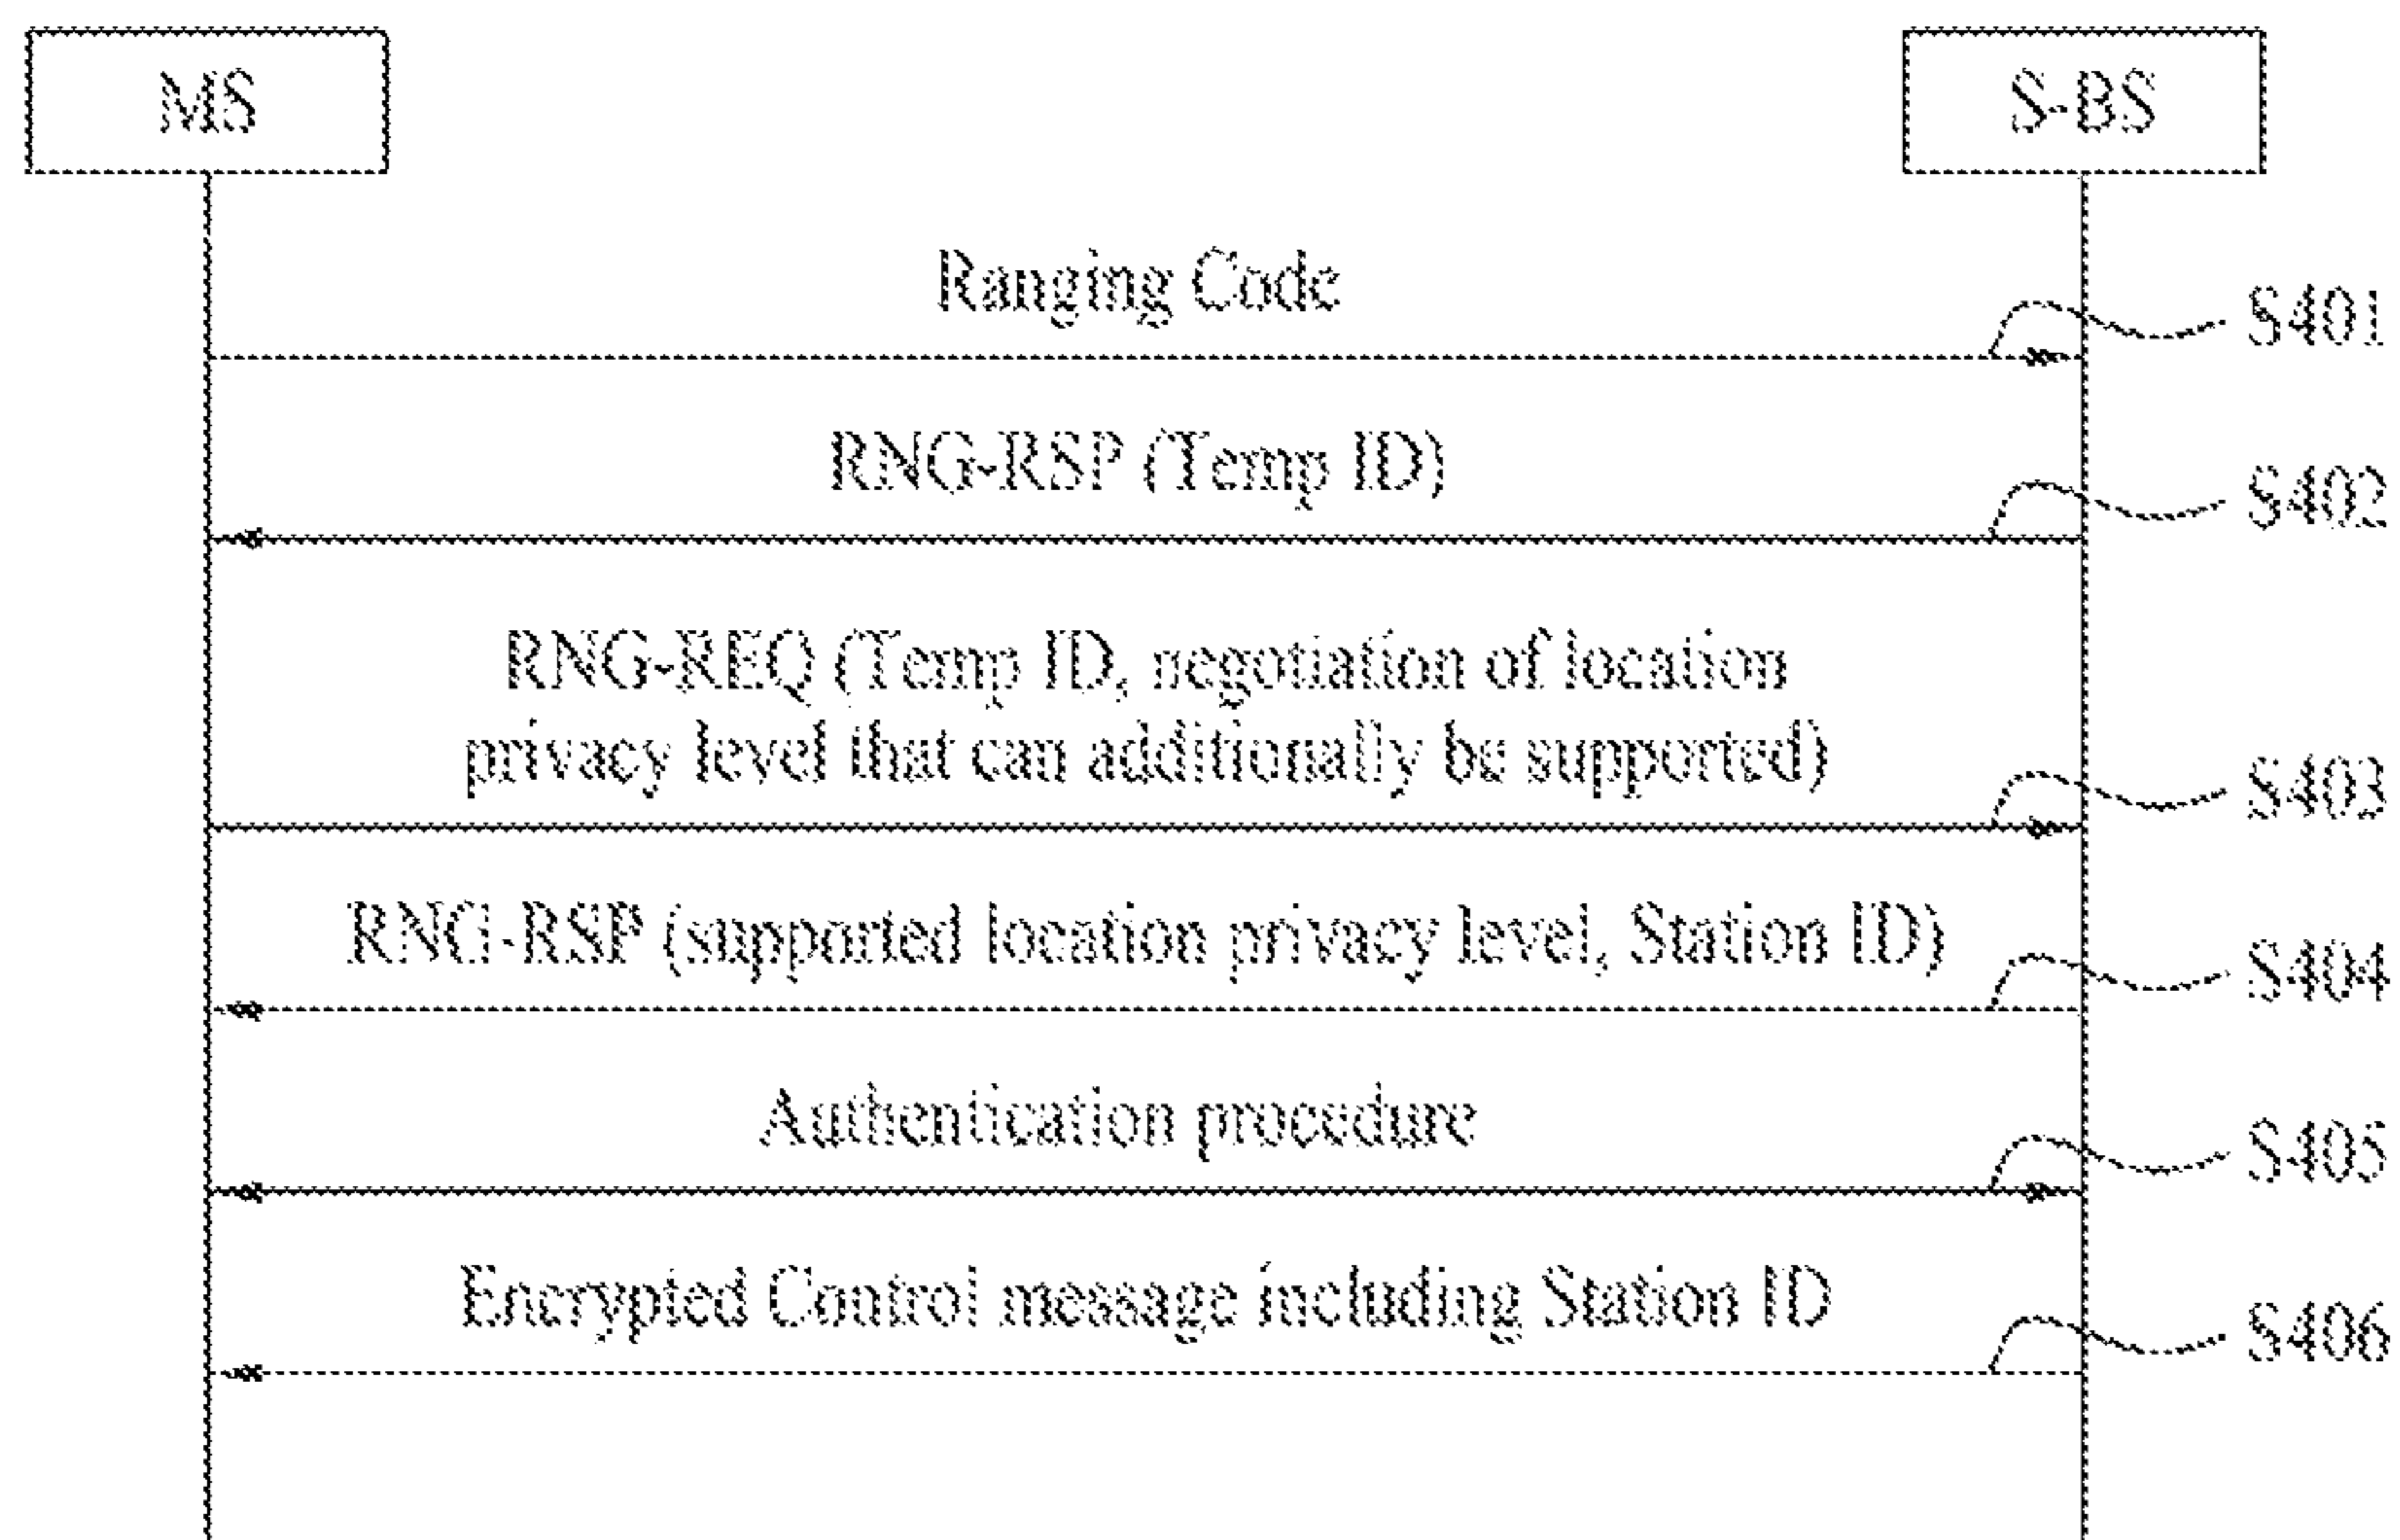 MS
S-BS
Ranging Code
S401
RNG-RSP (Temp ID)
S402
RNG-REQ (Temp ID, negotiation of location
privacy level that can additionally be supported)
S403
RNG-RSP (supported location privacy level, Station ID)
S404
Authentication procedure
S405
Encrypted Control message including Station ID
S406